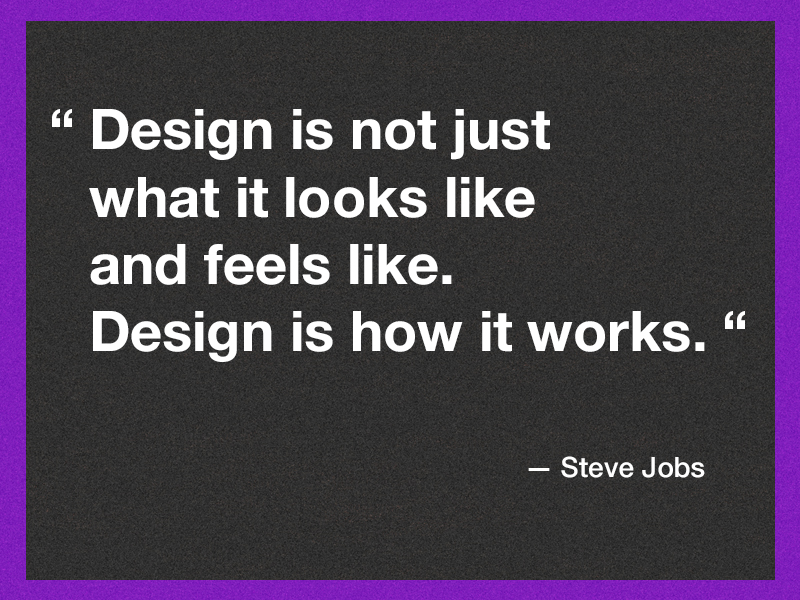 “ Design is not just
what it looks like
and feels like.
Design is how it works. “
— Steve Jobs